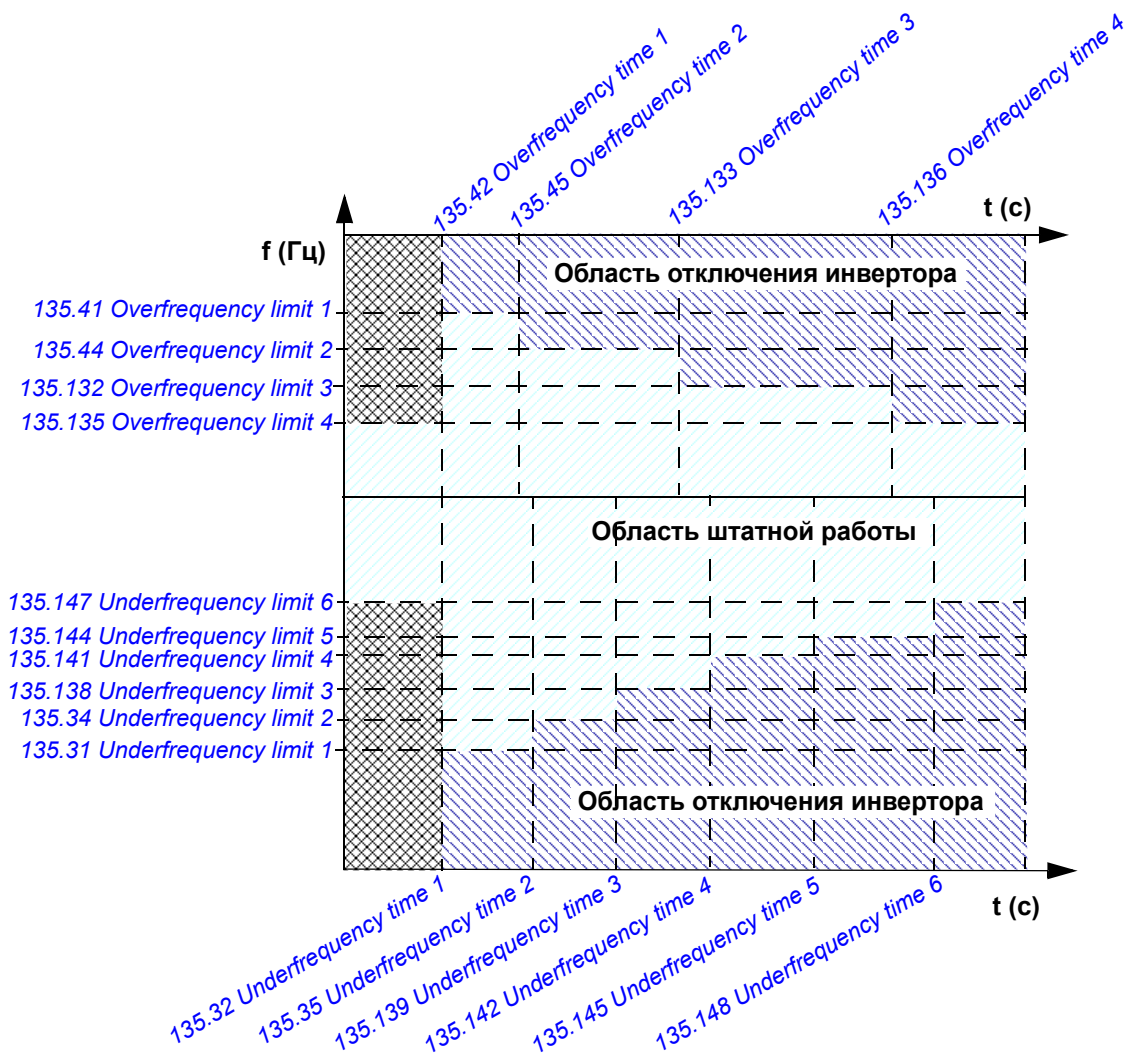 135.42 Overfrequency time 1
135.45 Overfrequency time 2
135.133 Overfrequency time 3
135.136 Overfrequency time 4
t (с)
f (Гц)
Область отключения инвертора
135.41 Overfrequency limit 1
135.44 Overfrequency limit 2
135.132 Overfrequency limit 3
135.135 Overfrequency limit 4
Область штатной работы
135.147 Underfrequency limit 6
135.144 Underfrequency limit 5
135.141 Underfrequency limit 4
135.138 Underfrequency limit 3
135.34 Underfrequency limit 2
135.31 Underfrequency limit 1
Область отключения инвертора
t (с)
135.32 Underfrequency time 1
135.35 Underfrequency time 2
135.139 Underfrequency time 3
135.142 Underfrequency time 4
135.145 Underfrequency time 5
135.148 Underfrequency time 6